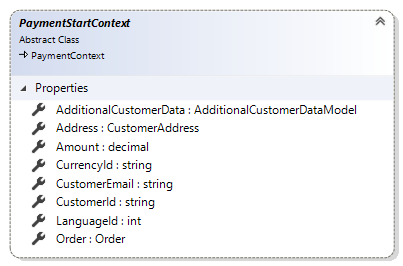 PaymentStartContext
Abstract Class
PaymentContext
Properties
AdditionalCustomerData : AdditionalCustomerDataModel
Address : CustomerAddress
Amount : decimal
CurrencyId : string
CustomerEmail : string
CustomerId : string
LanguageId : int
Order : Order